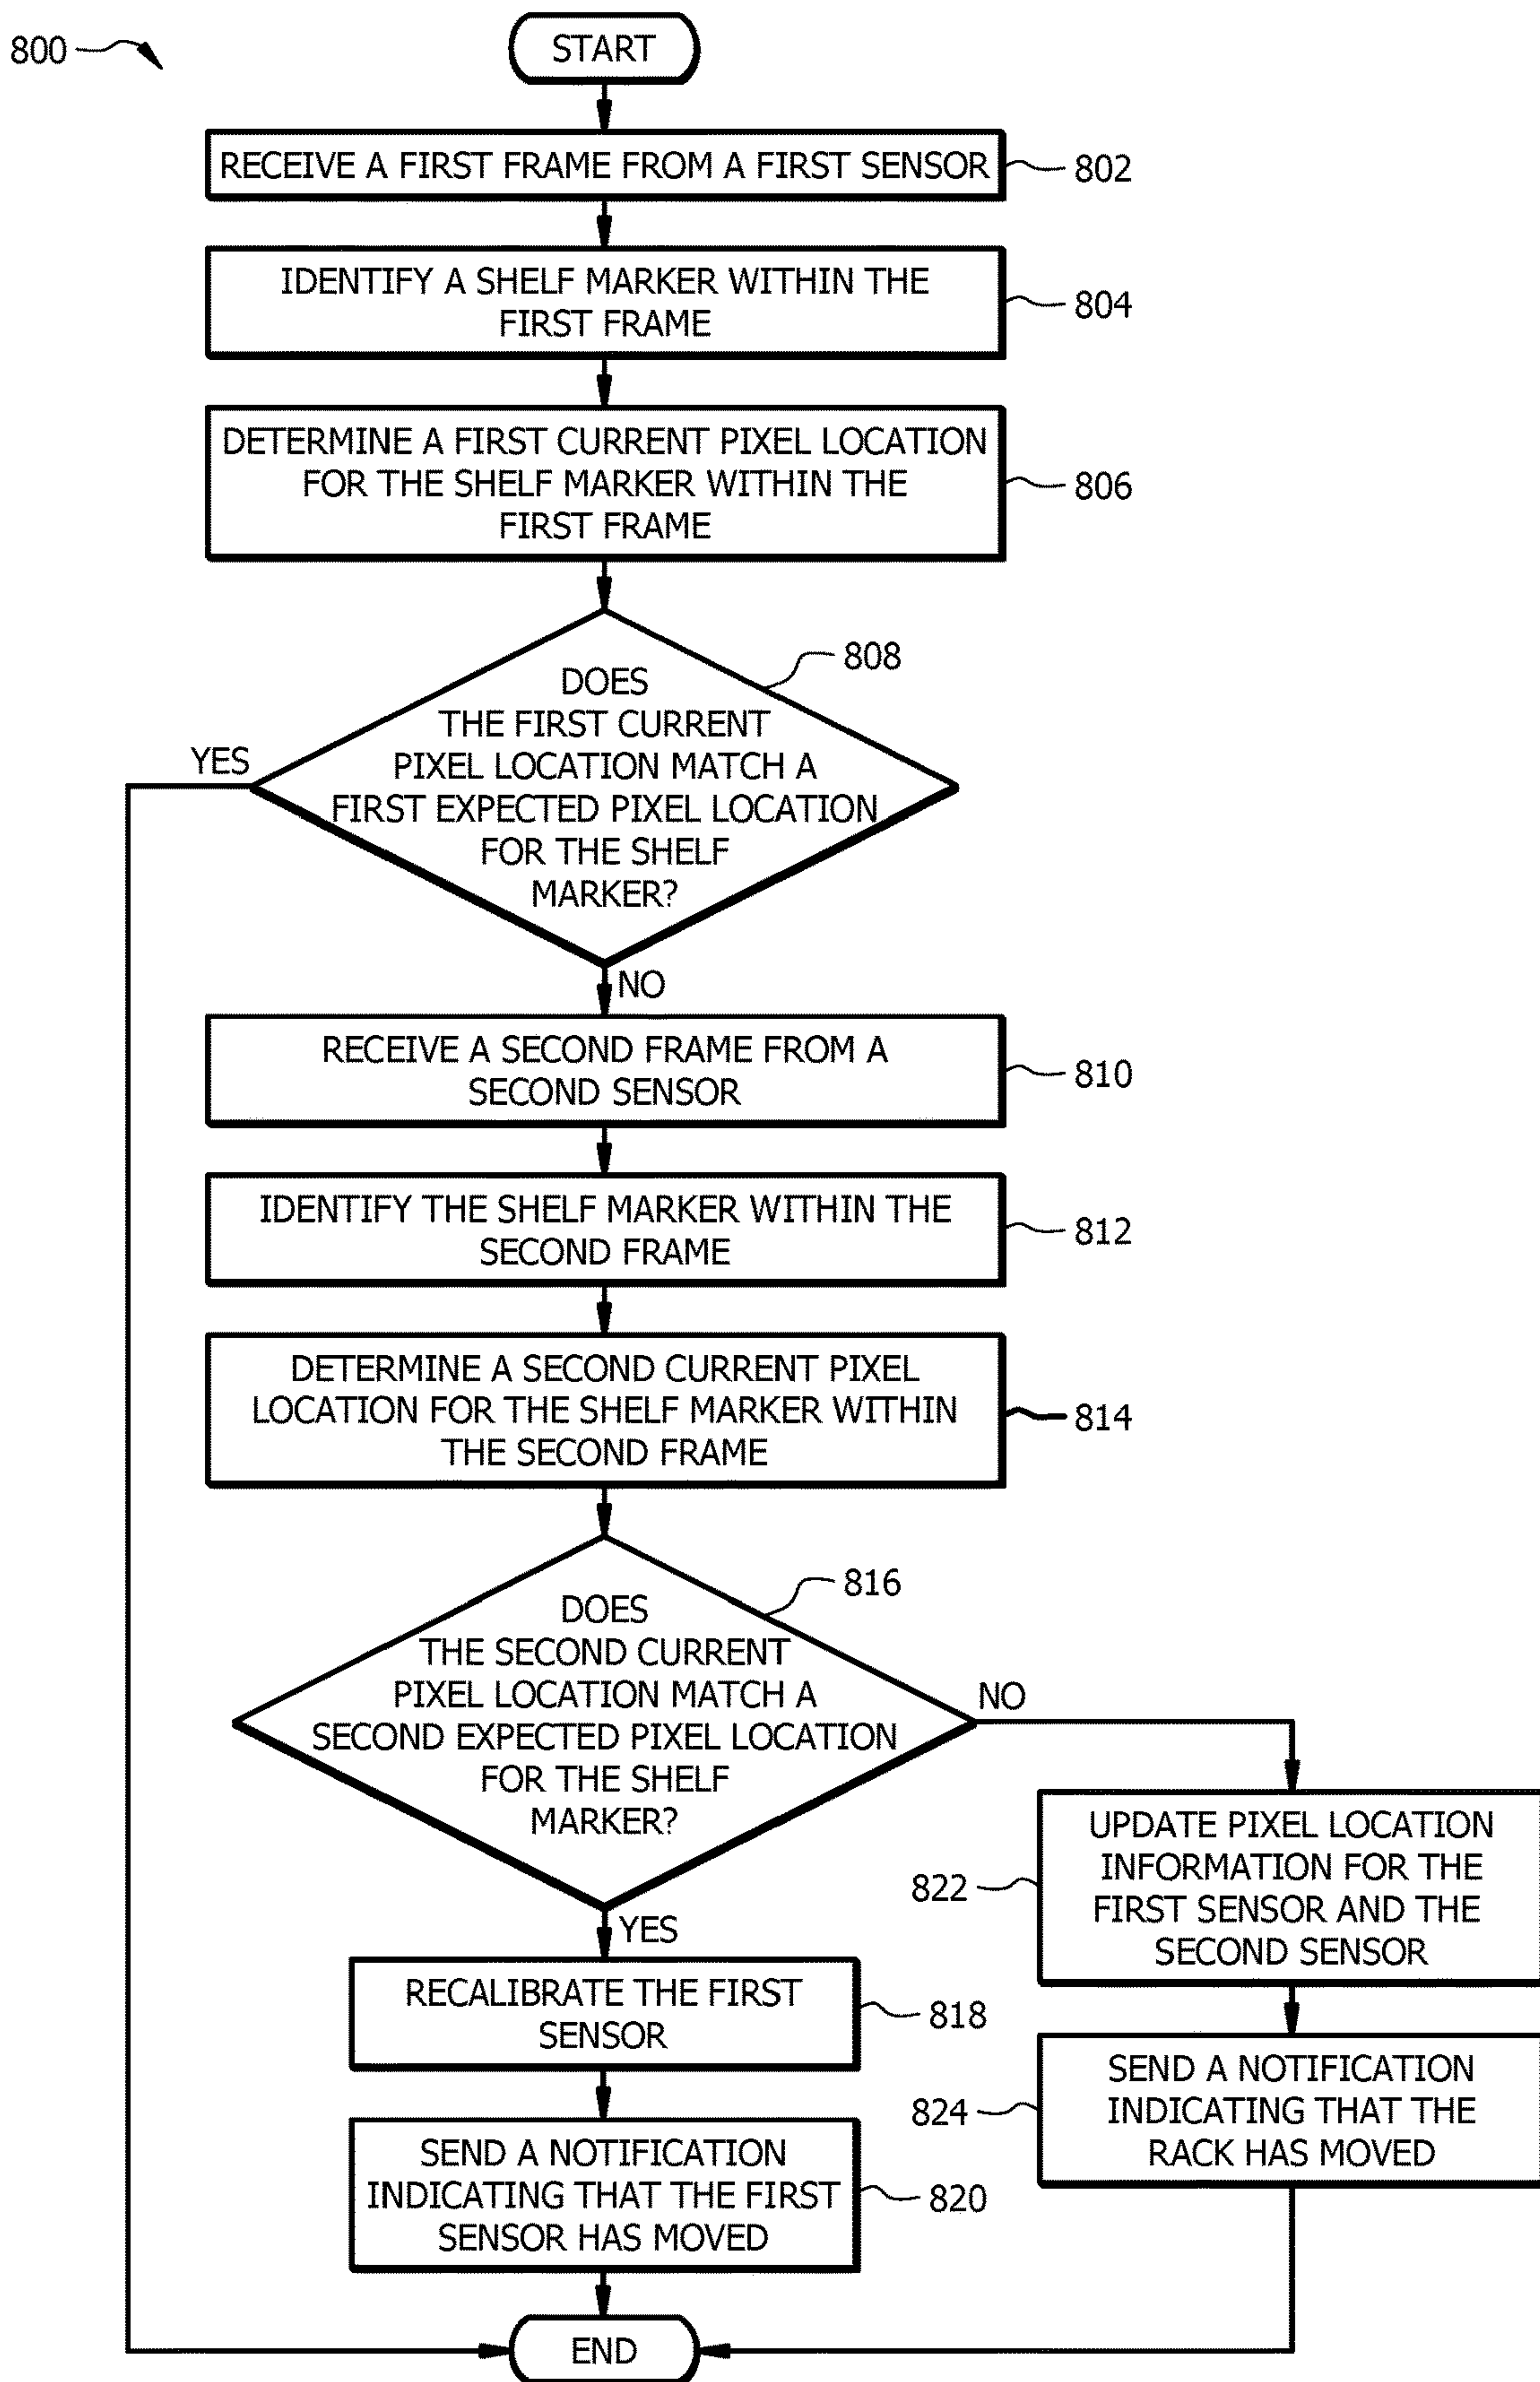 800
START
RECEIVE A FIRST FRAME FROM A FIRST SENSOR
802
IDENTIFY A SHELF MARKER WITHIN THE
FIRST FRAME
804
DETERMINE A FIRST CURRENT PIXEL LOCATION
FOR THE SHELF MARKER WITHIN THE
FIRST FRAME
806
808
DOES
THE FIRST CURRENT
PIXEL LOCATION MATCH A
FIRST EXPECTED PIXEL LOCATION
FOR THE SHELF
MARKER?
YES
NO
RECEIVE A SECOND FRAME FROM A
SECOND SENSOR
810
IDENTIFY THE SHELF MARKER WITHIN THE
SECOND FRAME
812
DETERMINE A SECOND CURRENT PIXEL
LOCATION FOR THE SHELF MARKER WITHIN
THE SECOND FRAME
814
816
DOES
THE SECOND CURRENT
PIXEL LOCATION MATCH A
SECOND EXPECTED PIXEL LOCATION
FOR THE SHELF
MARKER?
NO
YES
UPDATE PIXEL LOCATION
INFORMATION FOR THE
FIRST SENSOR AND THE
SECOND SENSOR
822
RECALIBRATE THE FIRST
SENSOR
818
SEND A NOTIFICATION
INDICATING THAT THE
RACK HAS MOVED
824
SEND A NOTIFICATION
INDICATING THAT THE FIRST
SENSOR HAS MOVED
820
END